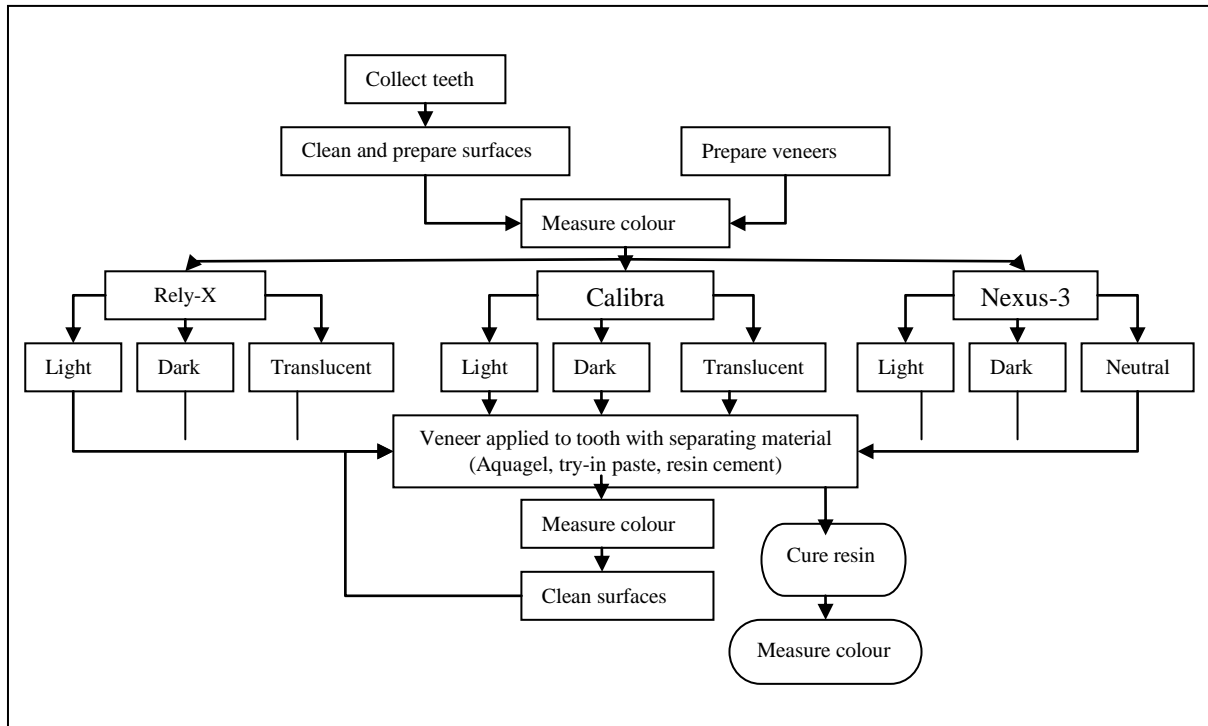 Collect teeth
Clean and prepare surfaces
Prepare veneers
Measure colour
Rely-X
Calibra
Nexus-3
Light
Dark
Translucent
Light
Dark
Translucent
Light
Dark
Neutral
Veneer applied to tooth with separating material
(Aquagel, try-in paste, resin cement)
Measure colour
Cure resin
Clean surfaces
Measure colour